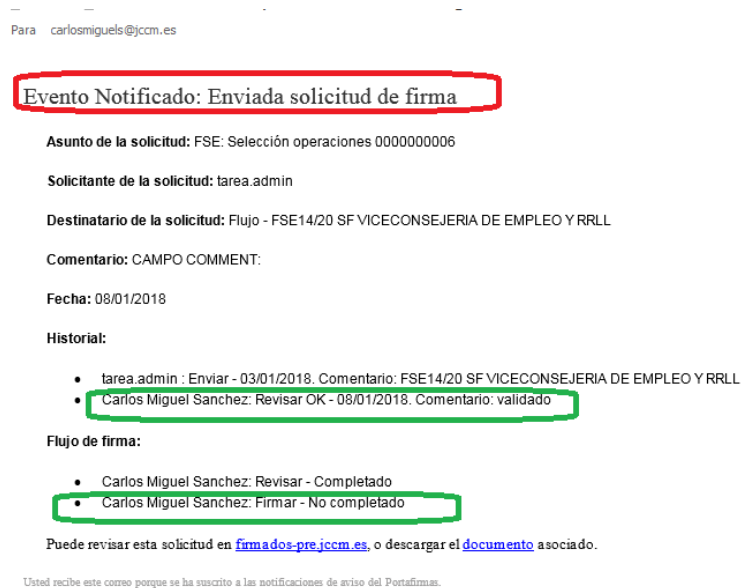 Para carlosmiguels@jccm.es
Evento Notificado: Enviada solicitud de firma
Asunto de la solicitud: FSE: Selección operaciones 0000000006
Solicitante de la solicitud: tarea.admin
Destinatario de la solicitud: Flujo - FSE14/20 SF VICECONSEJERIA DE EMPLEO Y RRLL
Comentario: CAMPO COMMENT:
Fecha: 08/01/2018
Historial:
• tarea.admin : Enviar - 03/01/2018. Comentario: FSE14/20 SF VICECONSEJERIA DE EMPLEO Y RRLL
• Carlos Miguel Sanchez: Revisar OK - 08/01/2018. Comentario: validado
Flujo de firma:
• Carlos Miguel Sanchez: Revisar - Completado
• Carlos Miguel Sanchez: Firmar - No completado
Puede revisar esta solicitud en firmados-pre.jccm.es, o descargar el documento asociado.
Usted recibe este correo porque se ha suscrito a las notificaciones de aviso del Portafirmas.